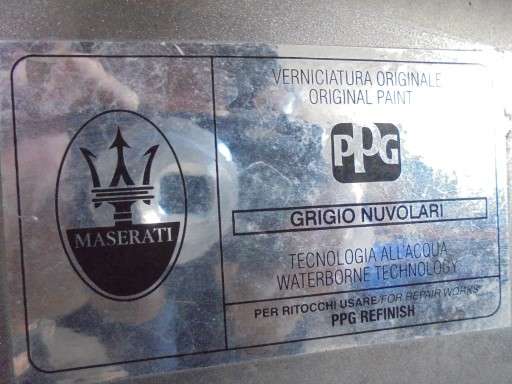 MASERATI
VERNICIATURA ORIGINALE
ORIGINAL PAINT
PPG
GRIGIO NUVOLARI
TECNOLOGIA ALL'ACQUA
WATERBORNE TECHNOLOGY
PER RITOCCHI USARE/FOR REPAIR WORKS
PPG REFINISH